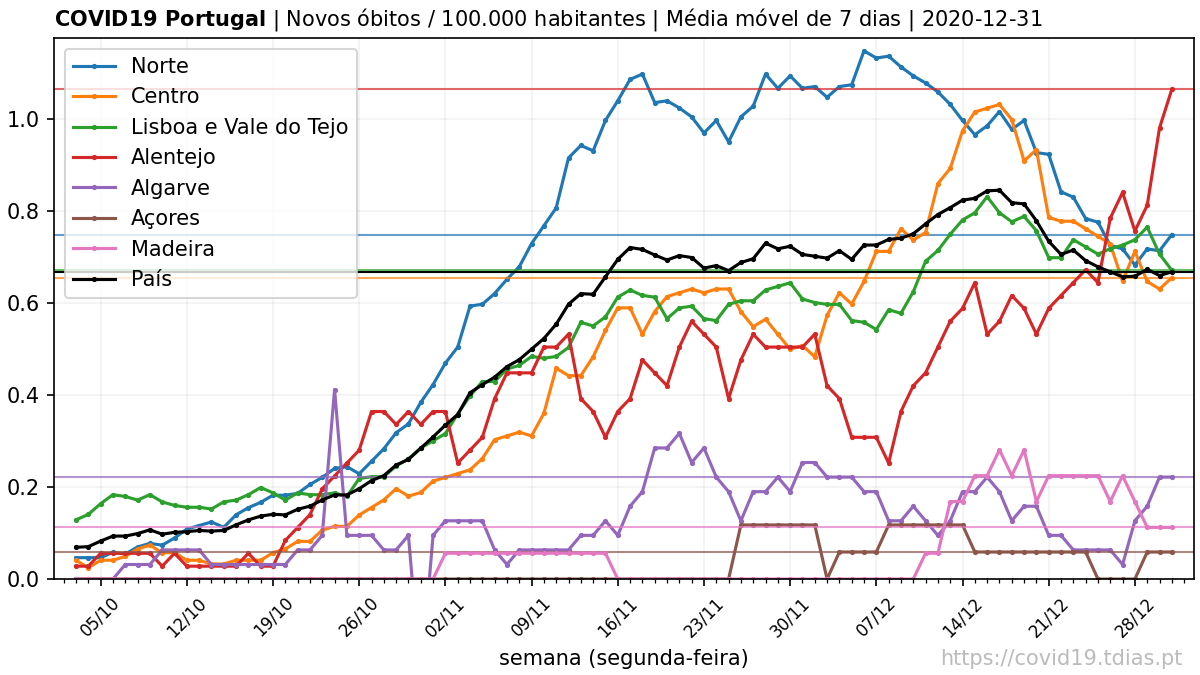 COVID19 Portugal | Novos óbitos / 100.000 habitantes | Média móvel de 7 dias | 2020-12-31
Norte
Centro
Lisboa e Vale do Tejo
Alentejo
Algarve
Açores
Madeira
País
1.0
0.8
0.6
0.4
0.2
0.0
05/10 12/10 19/10 26/10 02/11 09/11 16/11 23/11 30/11 07/12 14/12 21/12 28/12
semana (segunda-feira)
https://covid19.tdias.pt